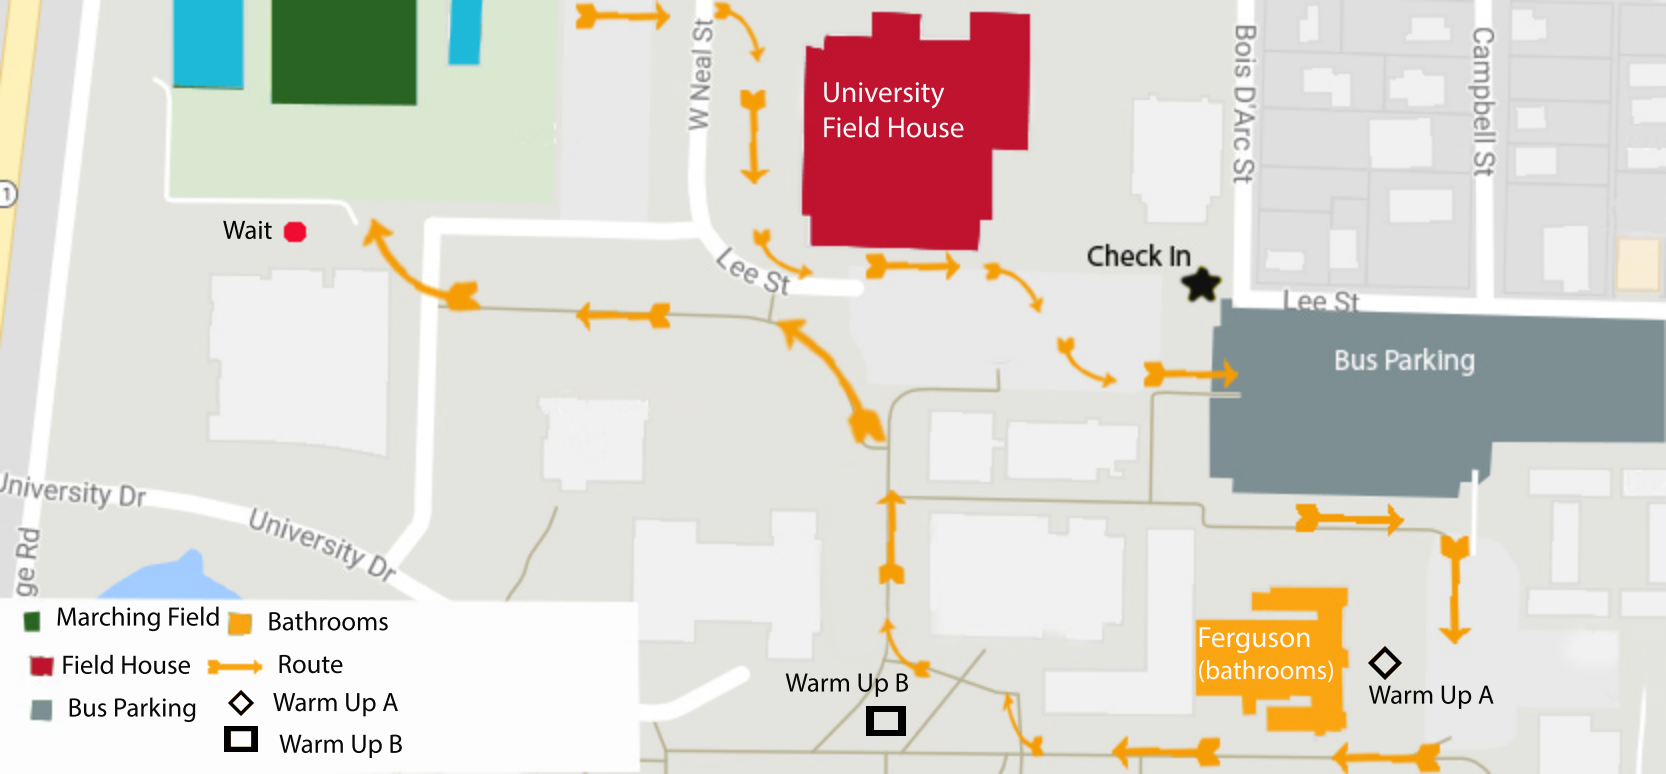 W Neal St
University
Field House
Bois D'Arc St
Campbell St
1
Wait
Check In
Lee St
Lee St
Bus Parking
University Dr
University Dr
ge Rd
Ferguson
(bathrooms)
Warm Up A
Warm Up B
Marching Field
Bathrooms
Field House
Route
Bus Parking
Warm Up A
Warm Up B